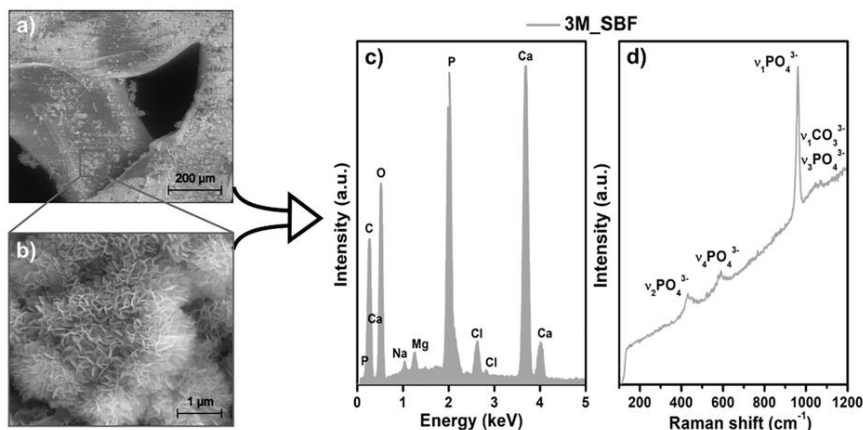 3M_SBF
a)
200 µm
b)
1 µm
c)
Intensity (a.u.)
P
Ca
O
C
Ca
P
Na
Mg
Cl
Cl
Ca
0 1 2 3 4 5
Energy (keV)
d)
Intensity (a.u.)
ν₁PO₄³⁻
ν₁CO₃³⁻
ν₃PO₄³⁻
ν₄PO₄³⁻
ν₂PO₄³⁻
200 400 600 800 1000 1200
Raman shift (cm⁻¹)